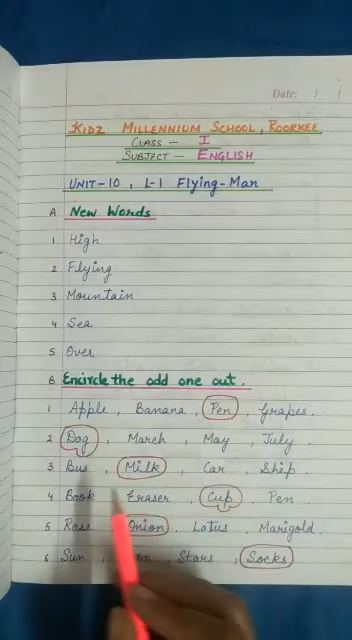 Date: / /
KIDZ MILLENNIUM SCHOOL, ROORKEE
CLASS - I
SUBJECT - ENGLISH
UNIT-10, L-1 Flying-Man
A New Words
1 High
2 Flying
3 Mountain
4 Sea
5 Over
B Encircle the odd one out.
1 Apple, Banana, Pen, Grapes.
2 Dog, March, May, July.
3 Bus, Milk, Car, Ship.
4 Book Eraser, Cup, Pen
5 Rose Onion, Lotus, Marigold.
6 Sun, Stars, Socks